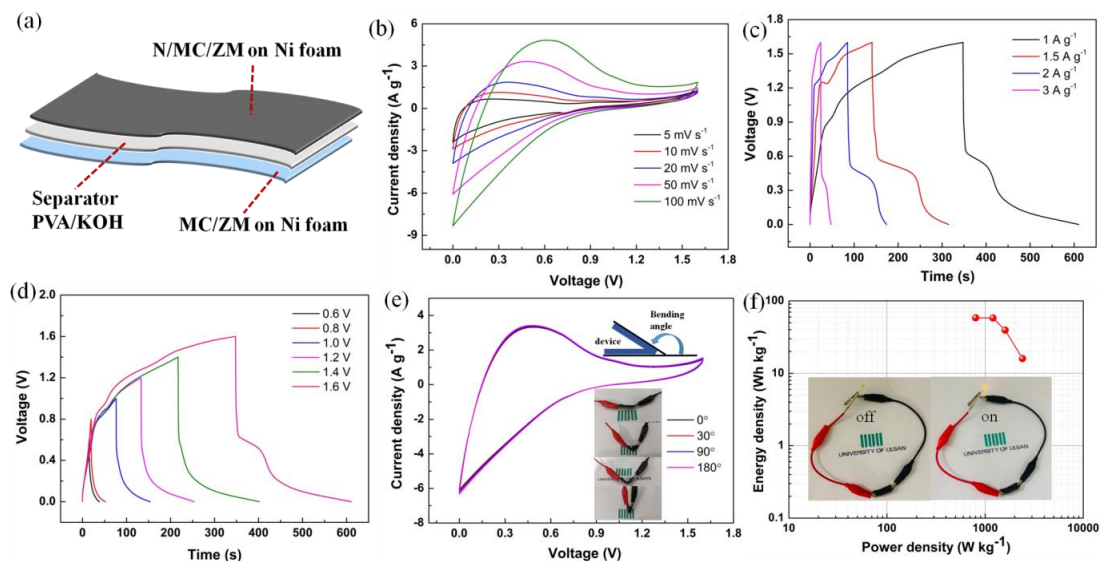 (a)
N/MC/ZM on Ni foam
Separator
PVA/KOH
MC/ZM on Ni foam
(b)
Current density (A g-1)
6
3
0
-3
-6
-9
5 mV s-1
10 mV s-1
20 mV s-1
50 mV s-1
100 mV s-1
0.0 0.3 0.6 0.9 1.2 1.5
Voltage (V)
(c)
Voltage (V)
1.8
1.5
1.2
0.9
0.6
0.3
0.0
1 A g-1
1.5 A g-1
2 A g-1
3 A g-1
0 100 200 300 400 500 600
Time (s)
(d)
Voltage (V)
2.0
1.6
1.2
0.8
0.4
0.0
0.6 V
0.8 V
1.0 V
1.2 V
1.4 V
1.6 V
0 100 200 300 400 500 600
Time (s)
(e)
Current density (A g-1)
6
4
2
0
-2
-4
-6
-8
Bending
angle
device
0o
30o
90o
180o
0.0 0.3 0.6 0.9 1.2 1.5 1.8
Voltage (V)
(f)
Energy density (Wh kg-1)
100
10
1
0.1
off
UNIVERSITY OF ULSAN
on
UNIVERSITY OF ULSAN
10 100 1000 10000
Power density (W kg-1)